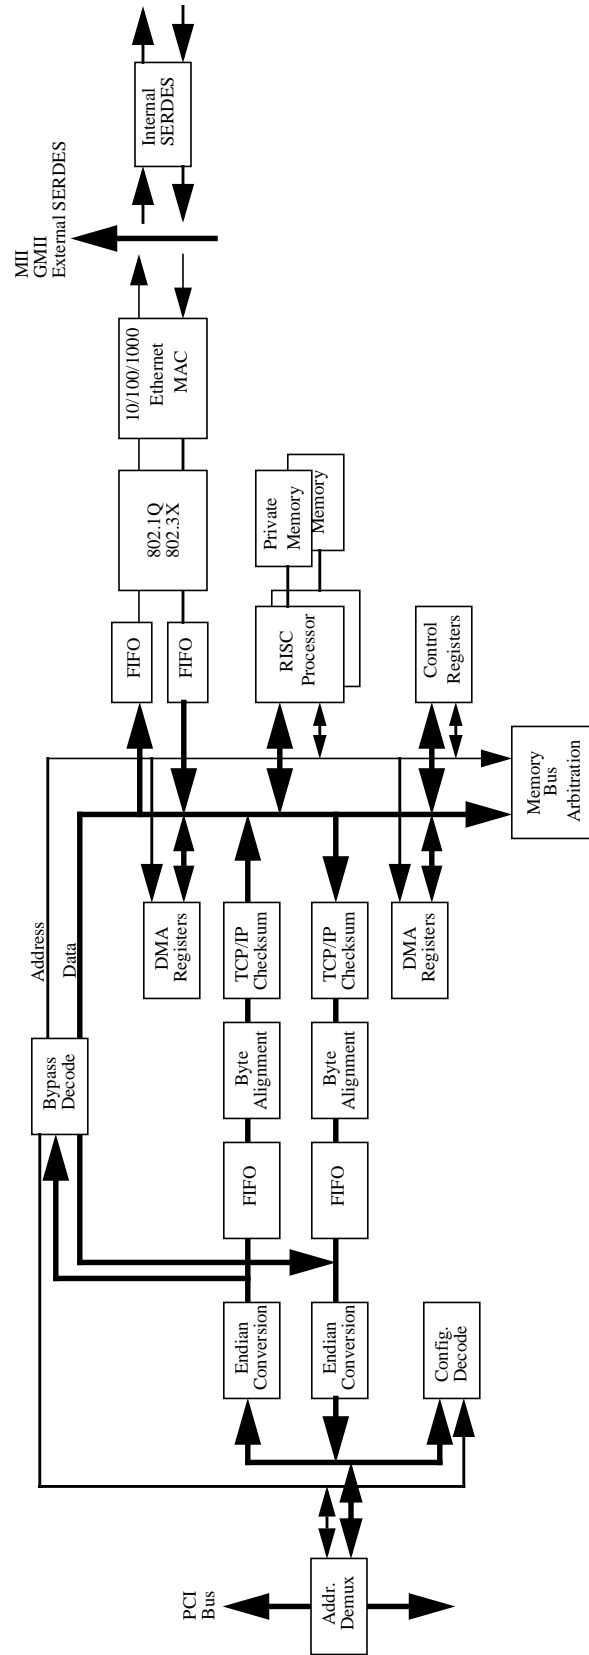 PCI
Bus
Addr.
Demux
Endian
Conversion
Endian
Conversion
Config.
Decode
FIFO
FIFO
Byte
Alignment
Byte
Alignment
Bypass
Decode
Address
Data
DMA
Registers
TCP/IP
Checksum
TCP/IP
Checksum
DMA
Registers
Memory
Bus
Arbitration
FIFO
FIFO
RISC
Processor
Control
Registers
802.1Q
802.3X
Private
Memory
Memory
10/100/1000
Ethernet
MAC
MII
GMII
External SERDES
Internal
SERDES